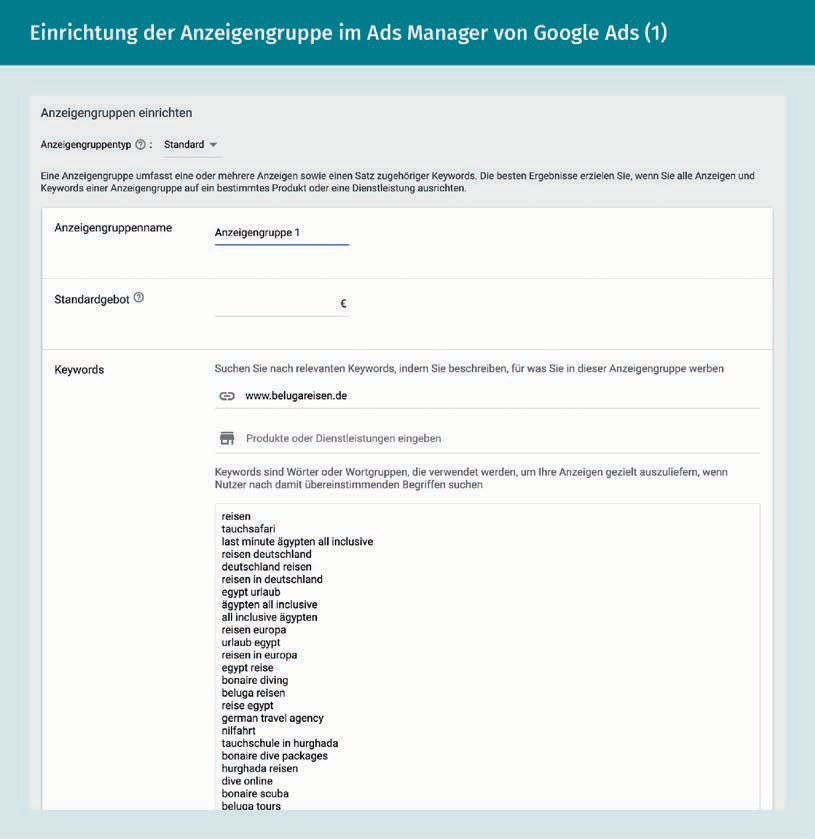 Einrichtung der Anzeigengruppe im Ads Manager von Google Ads (1)
Anzeigengruppen einrichten
Anzeigengruppentyp ? : Standard
Eine Anzeigengruppe umfasst eine oder mehrere Anzeigen sowie einen Satz zugehöriger Keywords. Die besten Ergebnisse erzielen Sie, wenn Sie alle Anzeigen und
Keywords einer Anzeigengruppe auf ein bestimmtes Produkt oder eine Dienstleistung ausrichten.
Anzeigengruppenname
Anzeigengruppe 1
Standardgebot ?
€
Keywords
Suchen Sie nach relevanten Keywords, indem Sie beschreiben, für was Sie in dieser Anzeigengruppe werben
www.belugareisen.de
Produkte oder Dienstleistungen eingeben
Keywords sind Wörter oder Wortgruppen, die verwendet werden, um Ihre Anzeigen gezielt auszuliefern, wenn
Nutzer nach damit übereinstimmenden Begriffen suchen
reisen
tauchsafari
last minute ägypten all inclusive
reisen deutschland
deutschland reisen
reisen in deutschland
egypt urlaub
ägypten all inclusive
all inclusive ägypten
reisen europa
urlaub egypt
reisen in europa
egypt reise
bonaire diving
beluga reisen
reise egypt
german travel agency
nilfahrt
tauchschule in hurghada
bonaire dive packages
hurghada reisen
dive online
bonaire scuba
beluga tours